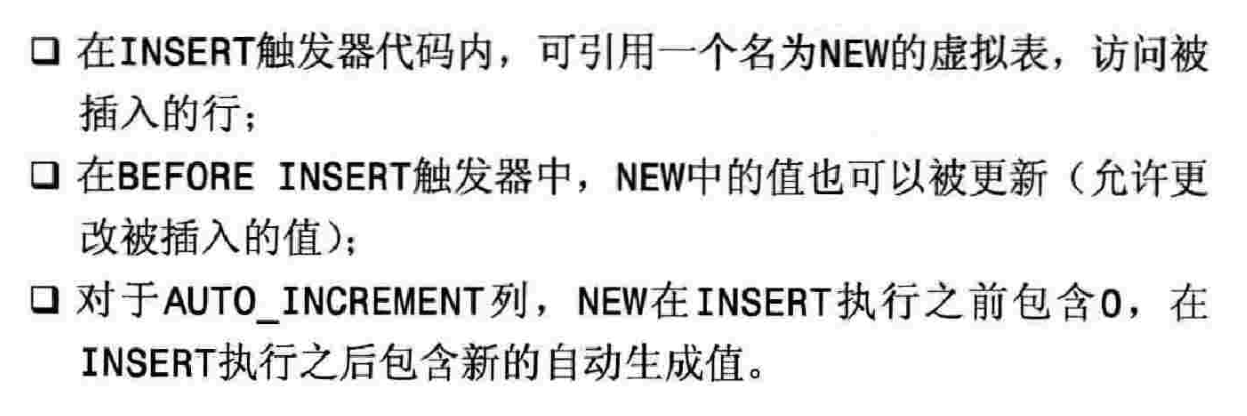 ❑ 在INSERT触发器代码内，可引用一个名为NEW的虚拟表，访问被
插入的行；
❑ 在BEFORE INSERT触发器中，NEW中的值也可以被更新（允许更
改被插入的值）；
❑ 对于AUTO_INCREMENT列，NEW在INSERT执行之前包含0，在
INSERT执行之后包含新的自动生成值。